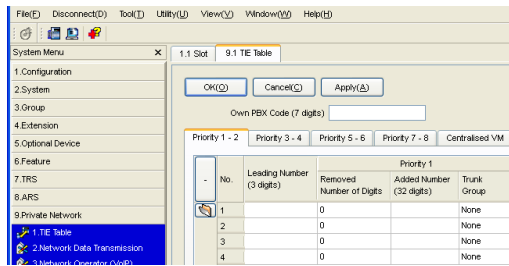 File(F) Disconnect(D) Tool(T) Utility(U) View(V) Window(W) Help(H)
System Menu x 1.1 Slot 9.1 TIE Table
1.Configuration
2.System
3.Group
4.Extension
5.Optional Device
6.Feature
7.TRS
8.ARS
9.Private Network
1.TIE Table
2.Network Data Transmission
3.Network Operator (VoIP)
OK(O) Cancel(C) Apply(A)
Own PBX Code (7 digits)
Priority 1 - 2 Priority 3 - 4 Priority 5 - 6 Priority 7 - 8 Centralised VM
Priority 1
- No. Leading Number (3 digits) Removed Number of Digits Added Number (32 digits) Trunk Group
1 0 None
2 0 None
3 0 None
4 0 None